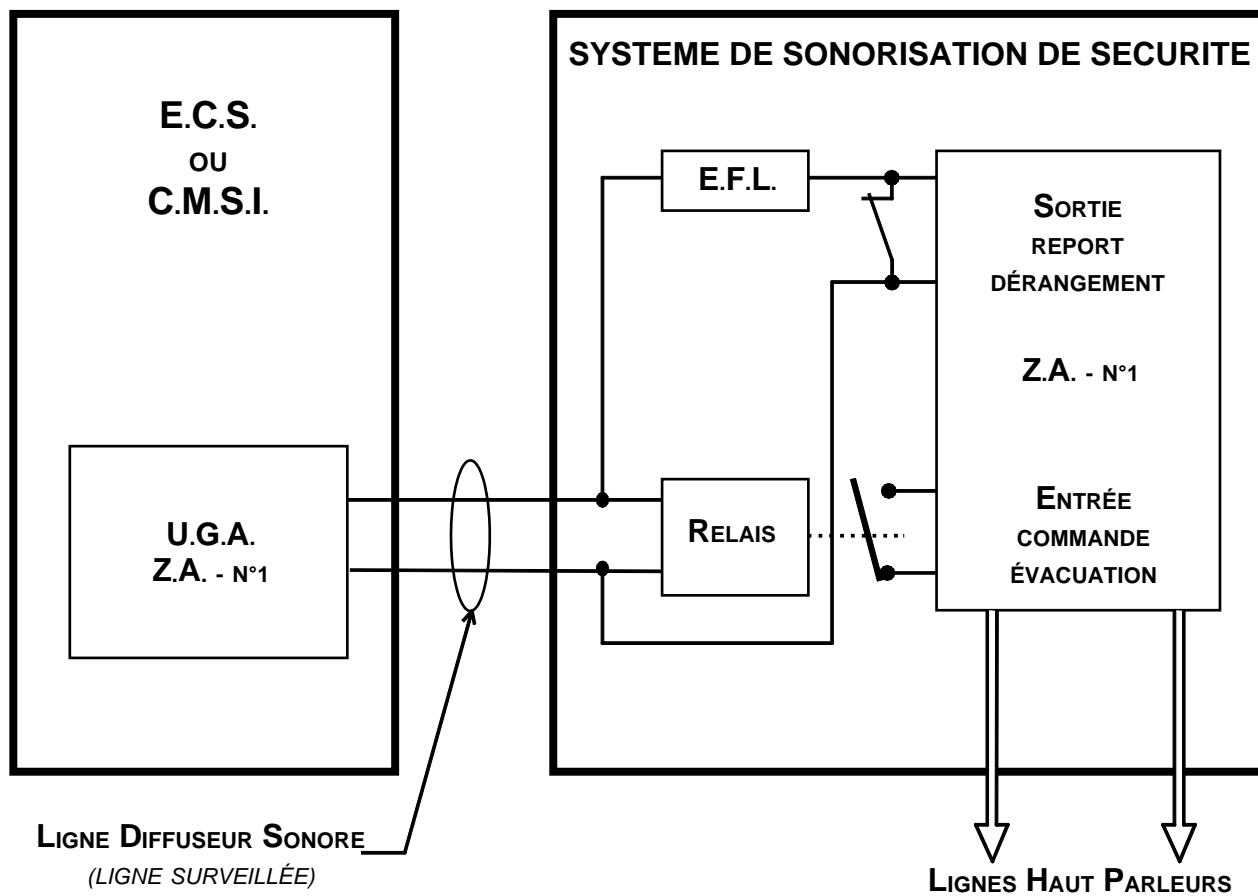 SYSTEME DE SONORISATION DE SECURITE
E.C.S.
OU
C.M.S.I.
E.F.L.
SORTIE
REPORT
DÉRANGEMENT
Z.A. - N°1
U.G.A.
Z.A. - N°1
RELAIS
ENTRÉE
COMMANDE
ÉVACUATION
LIGNE DIFFUSEUR SONORE
(LIGNE SURVEILLÉE)
LIGNES HAUT PARLEURS